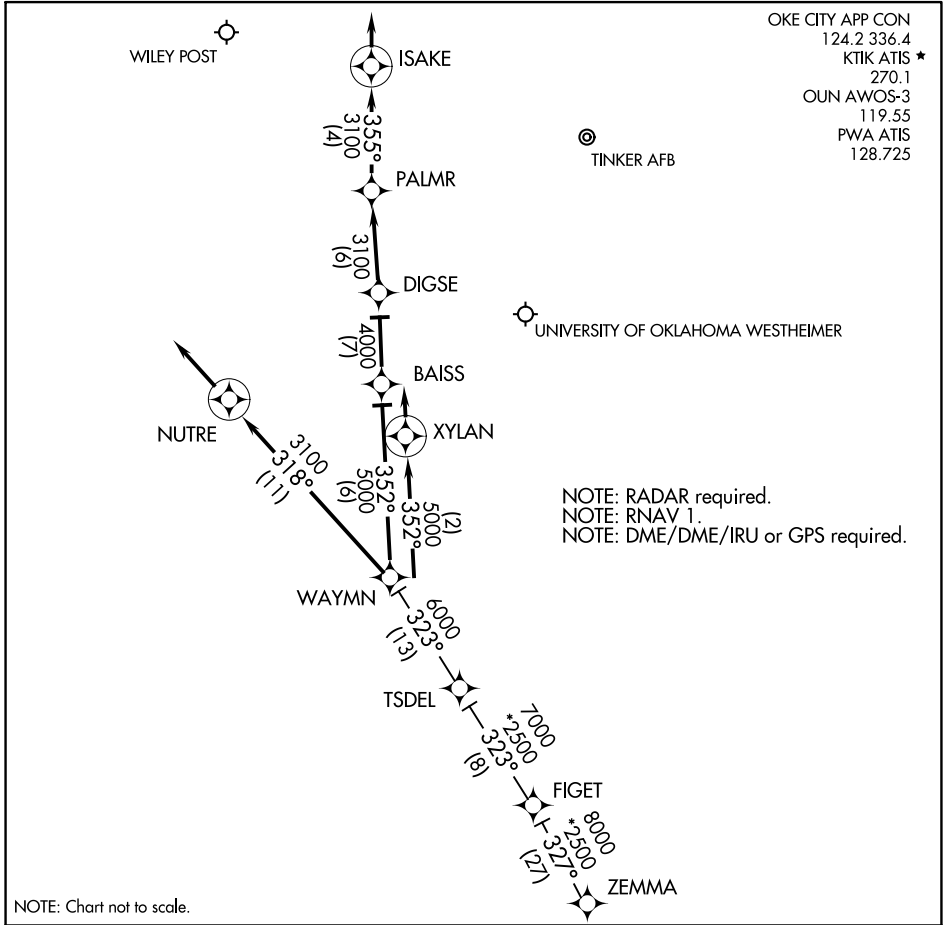 OKE CITY APP CON
124.2 336.4
KTIK ATIS ★
270.1
OUN AWOS-3
119.55
PWA ATIS
128.725
WILEY POST
ISAKE
355°
3100
(4)
TINKER AFB
PALMR
3100
(6)
DIGSE
UNIVERSITY OF OKLAHOMA WESTHEIMER
4000
(7)
BAISS
NUTRE
XYLAN
3100
318°
(11)
352°
5000
(6)
(2)
5000
352°
NOTE: RADAR required.
NOTE: RNAV 1.
NOTE: DME/DME/IRU or GPS required.
WAYMN
6000
323°
(13)
TSDEL
7000
*2500
323°
(8)
FIGET
8000
*2500
327°
(27)
ZEMMA
NOTE: Chart not to scale.